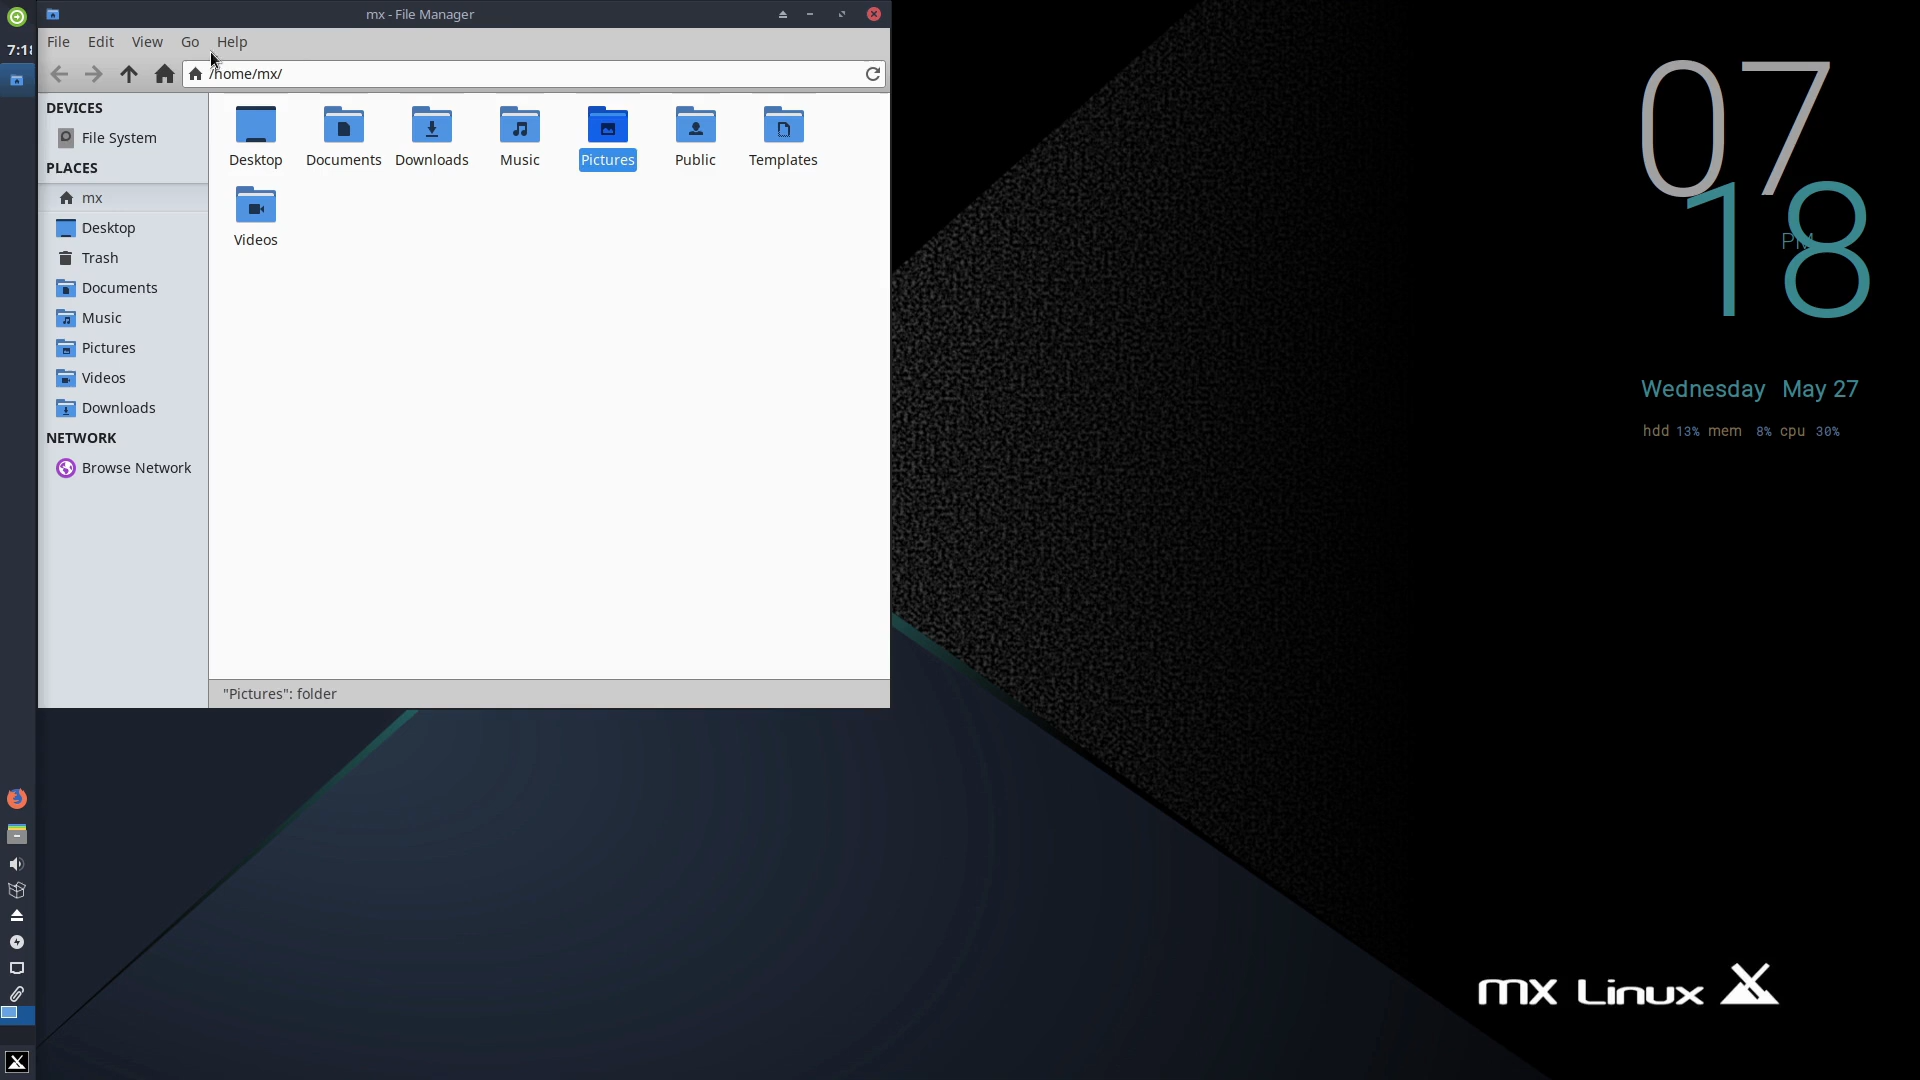 mx - File Manager
File Edit View Go Help
/home/mx/
DEVICES
File System
PLACES
mx
Desktop
Trash
Documents
Music
Pictures
Videos
Downloads
NETWORK
Browse Network
Desktop Documents Downloads Music Pictures Public Templates
Videos
"Pictures": folder
07
18
PM
Wednesday May 27
hdd 13% mem 8% cpu 30%
mx Linux